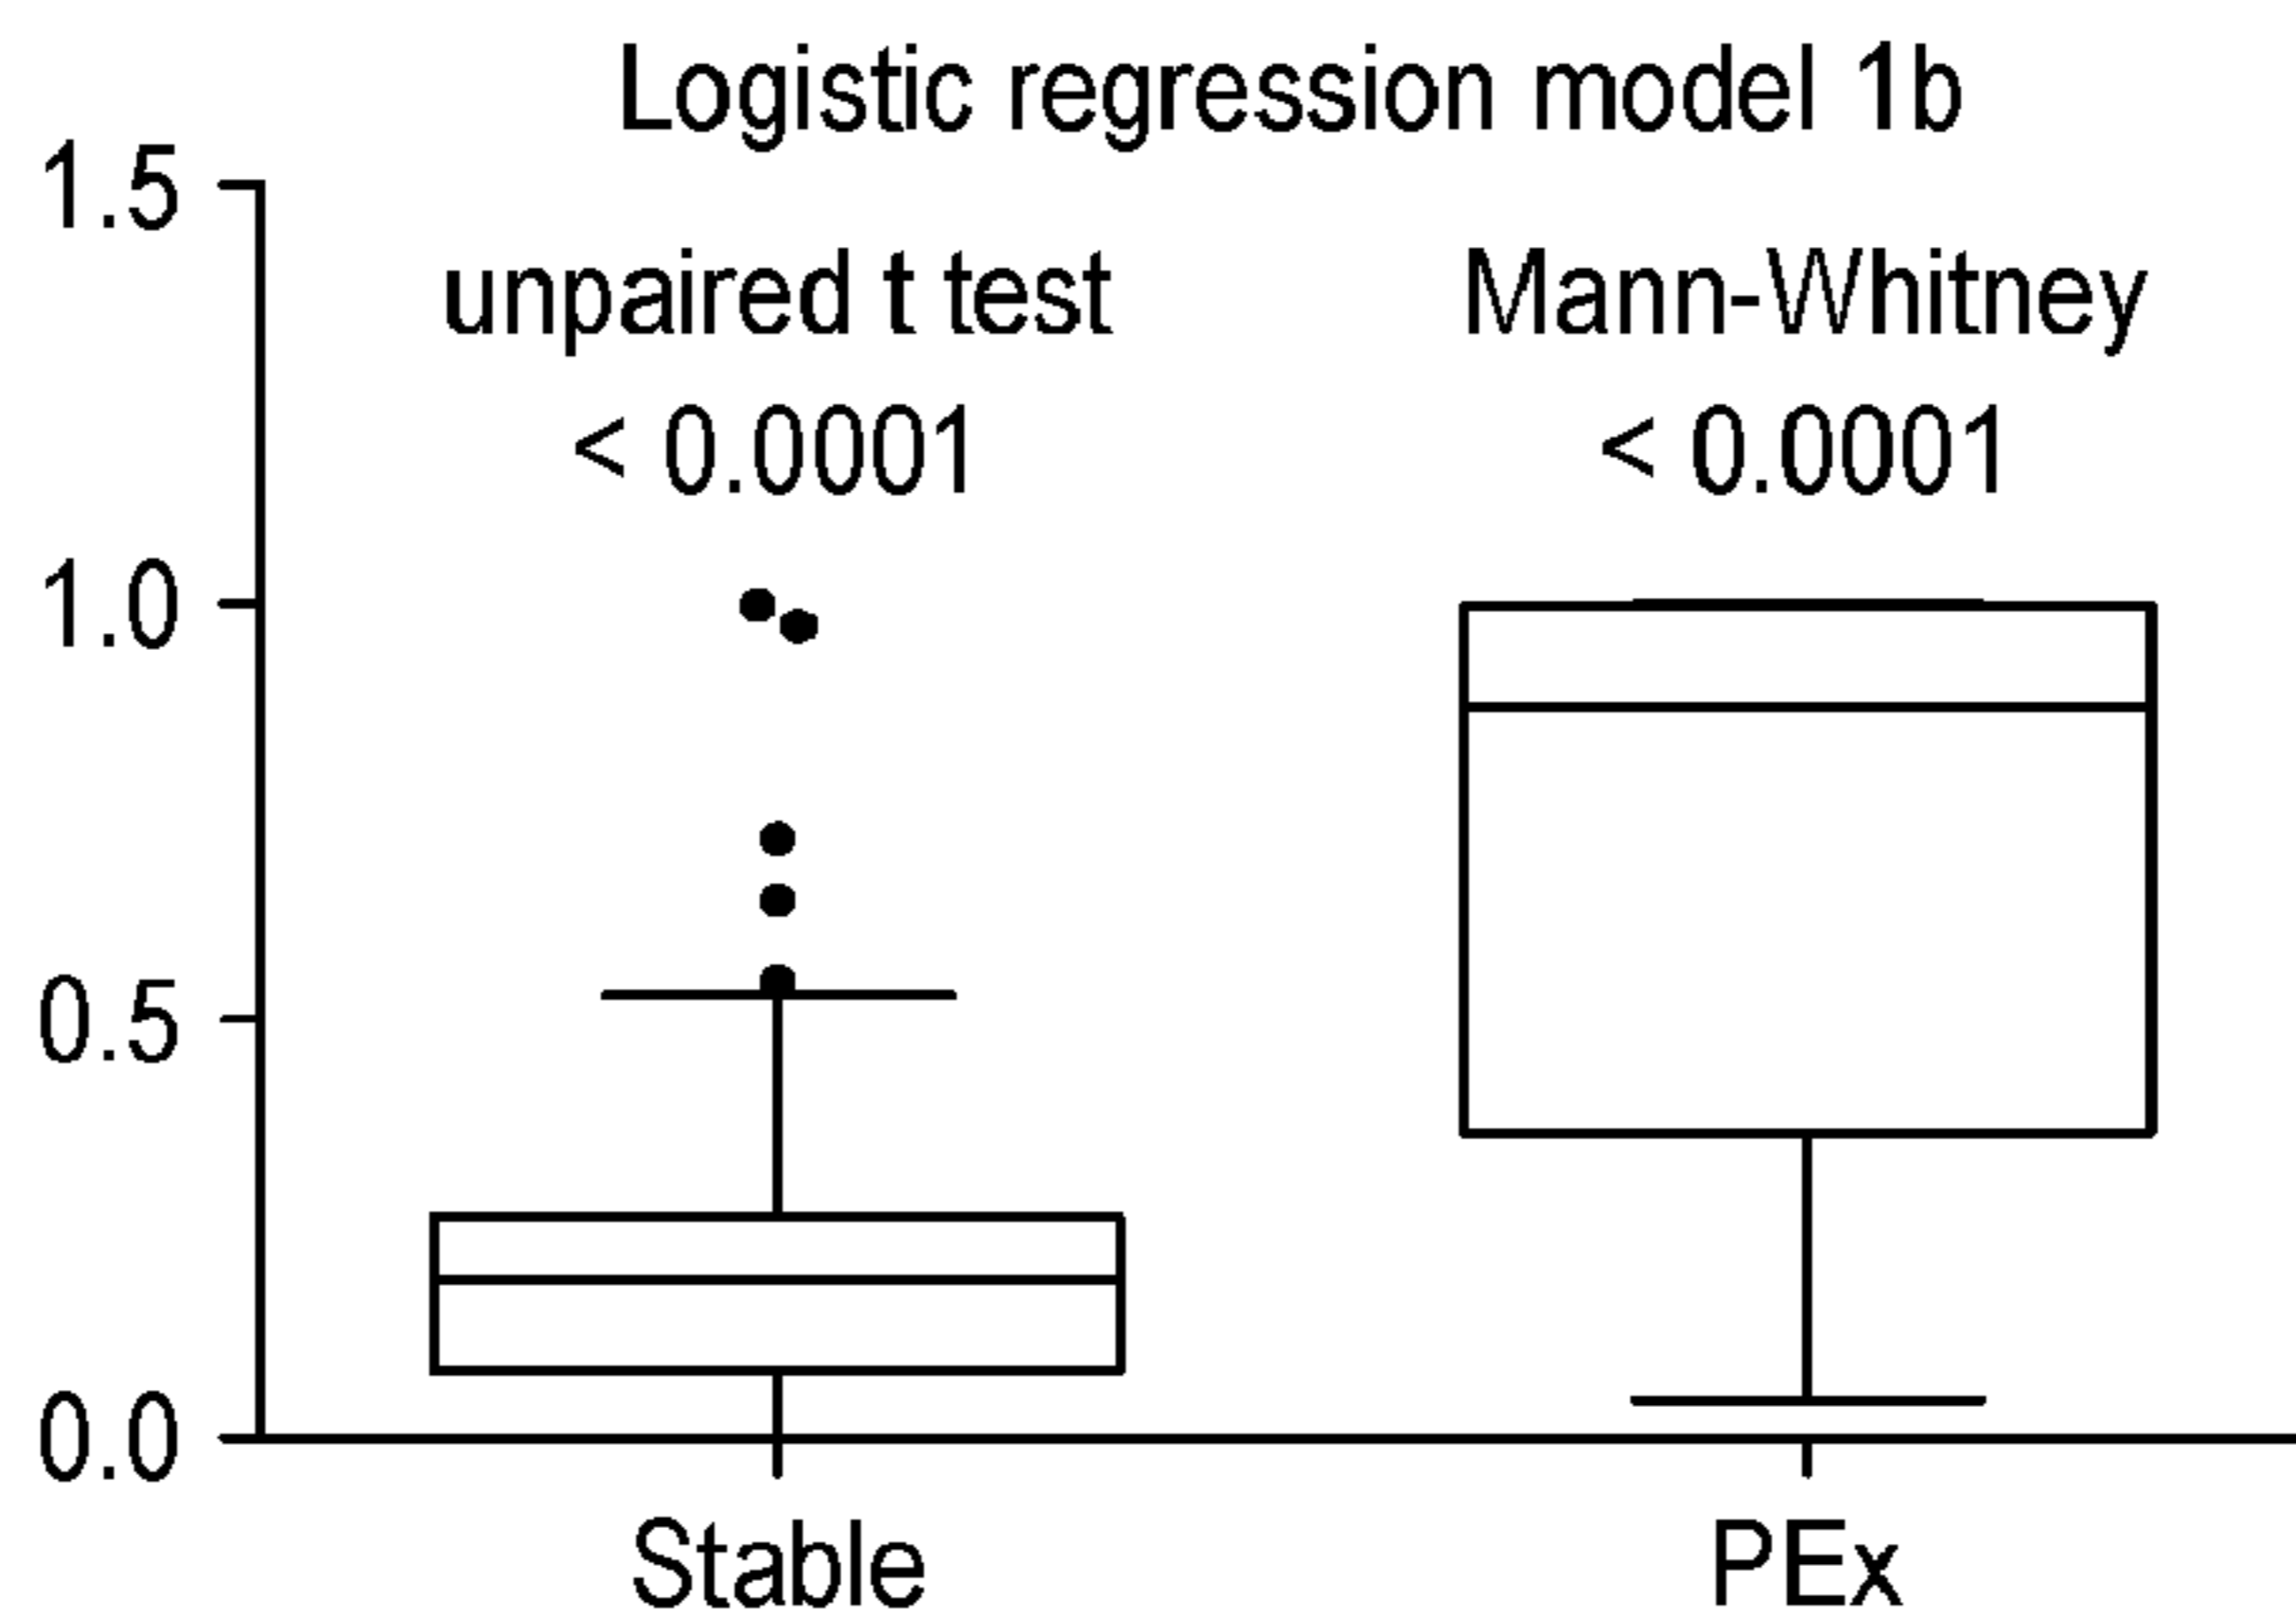 Logistic regression model 1b
1.5
unpaired t test Mann-Whitney
< 0.0001 < 0.0001
1.0
0.5
0.0
Stable PEx